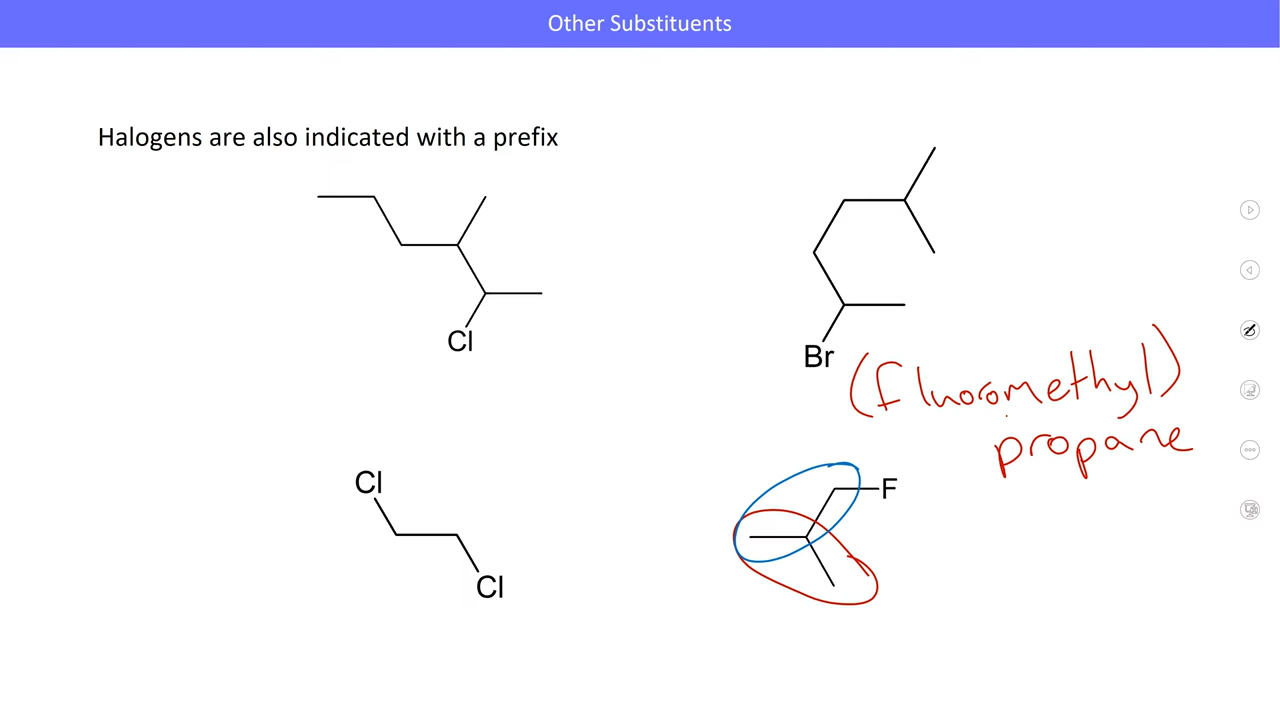 Other Substituents
Halogens are also indicated with a prefix
Cl
Br
(fluoromethyl)
propane
Cl
F
Cl